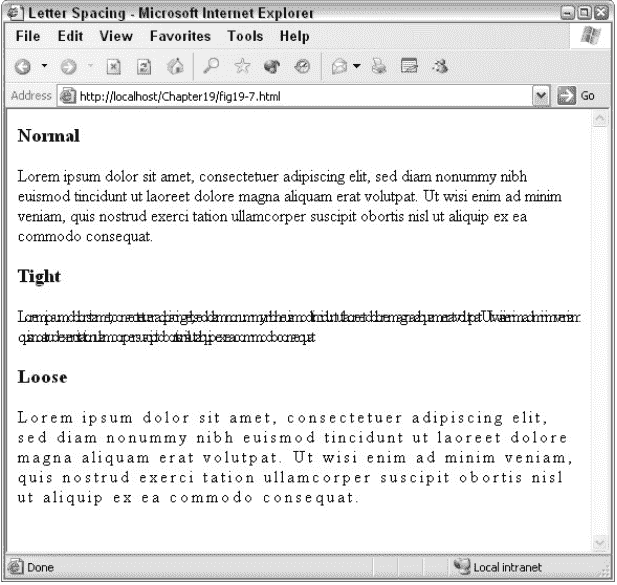 Letter Spacing - Microsoft Internet Explorer
File Edit View Favorites Tools Help
Address http://localhost/Chapter19/fig19-7.html Go
Normal
Lorem ipsum dolor sit amet, consectetuer adipiscing elit, sed diam nonummy nibh
euismod tincidunt ut laoreet dolore magna aliquam erat volutpat. Ut wisi enim ad minim
veniam, quis nostrud exerci tation ullamcorper suscipit obortis nisl ut aliquip ex ea
commodo consequat.
Tight
Loose
Lorem ipsum dolor sit amet, consectetuer adipiscing elit,
sed diam nonummy nibh euismod tincidunt ut laoreet dolore
magna aliquam erat volutpat. Ut wisi enim ad minim veniam,
quis nostrud exerci tation ullamcorper suscipit obortis nisl
ut aliquip ex ea commodo consequat.
Done Local intranet